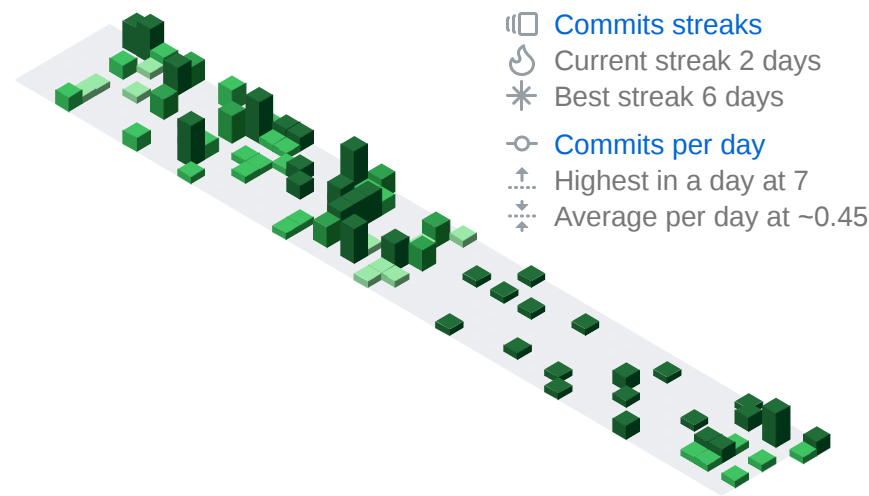 Commits streaks
Current streak 2 days
Best streak 6 days
Commits per day
Highest in a day at 7
Average per day at ~0.45